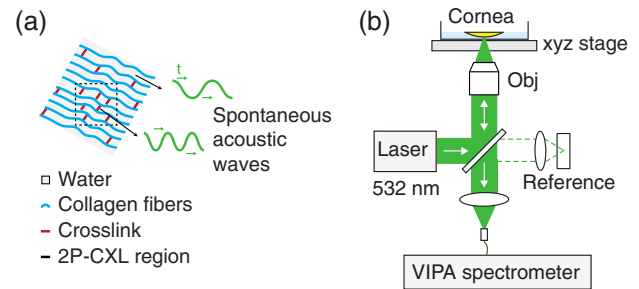 (a)
t
Spontaneous
acoustic
waves
Water
Collagen fibers
Crosslink
2P-CXL region
(b)
Cornea
xyz stage
Obj
Laser
532 nm
Reference
VIPA spectrometer